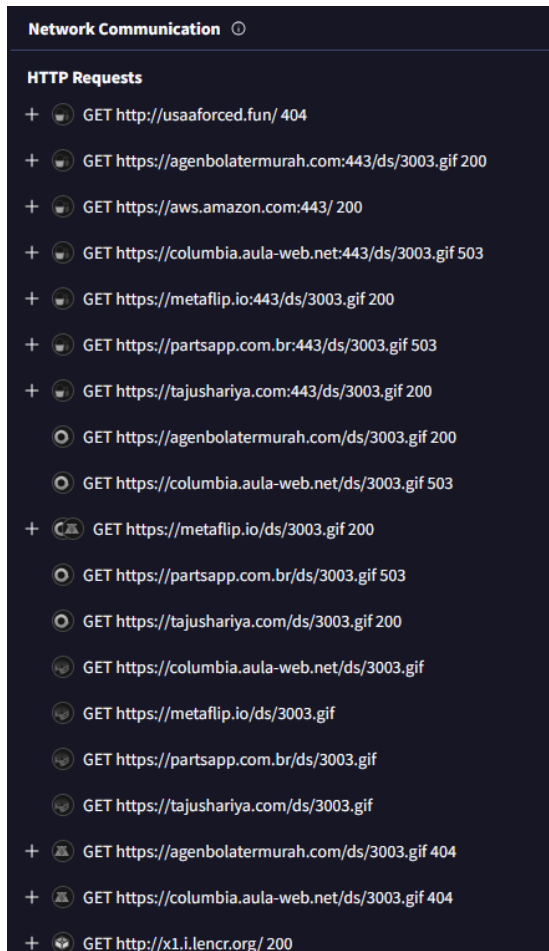 Network Communication
HTTP Requests
GET http://usaaforced.fun/ 404
GET https://agenbolatermurah.com:443/ds/3003.gif 200
GET https://aws.amazon.com:443/ 200
GET https://columbia.aula-web.net:443/ds/3003.gif 503
GET https://metaflip.io:443/ds/3003.gif 200
GET https://partsapp.com.br:443/ds/3003.gif 503
GET https://tajushariya.com:443/ds/3003.gif 200
GET https://agenbolatermurah.com/ds/3003.gif 200
GET https://columbia.aula-web.net/ds/3003.gif 503
GET https://metaflip.io/ds/3003.gif 200
GET https://partsapp.com.br/ds/3003.gif 503
GET https://tajushariya.com/ds/3003.gif 200
GET https://columbia.aula-web.net/ds/3003.gif
GET https://metaflip.io/ds/3003.gif
GET https://partsapp.com.br/ds/3003.gif
GET https://tajushariya.com/ds/3003.gif
GET https://agenbolatermurah.com/ds/3003.gif 404
GET https://columbia.aula-web.net/ds/3003.gif 404
GET http://x1.i.lencr.org/ 200